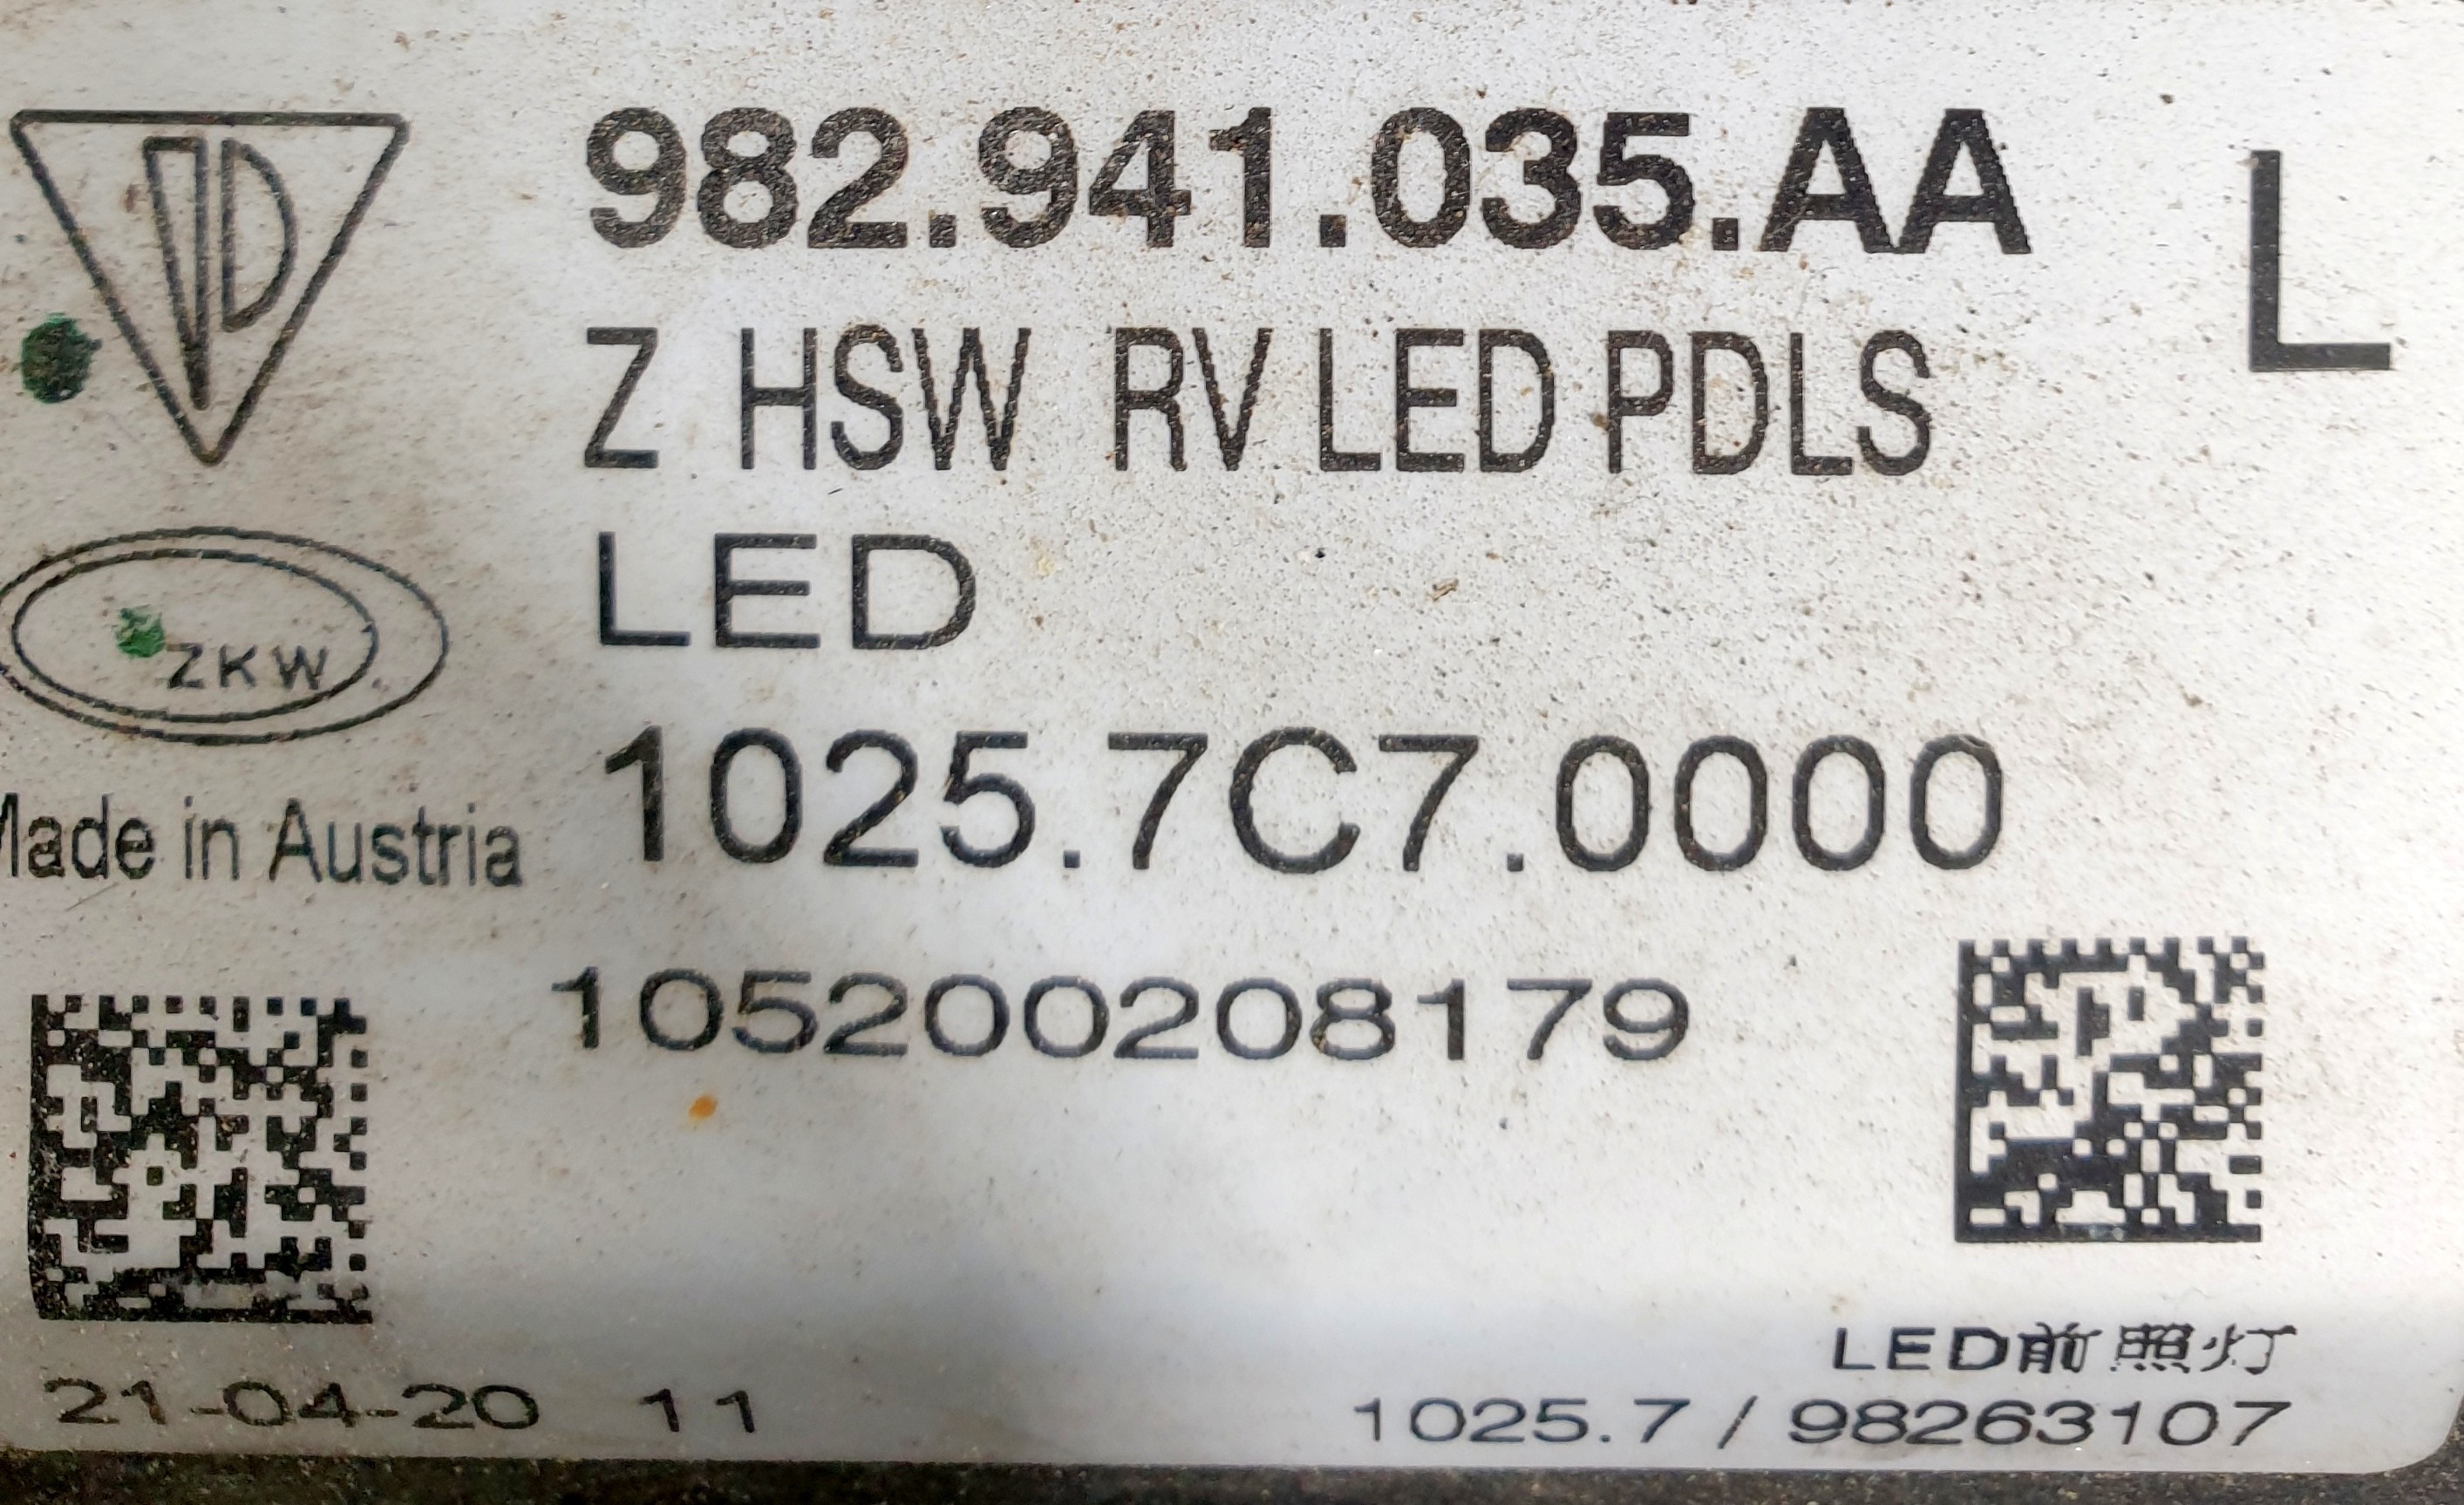 982.941.035.AA L
Z HSW RV LED PDLS
LED
ZKW
1025.7C7.0000
Made in Austria
105200208179
LED前照灯
21-04-20 11
1025.7 / 98263107